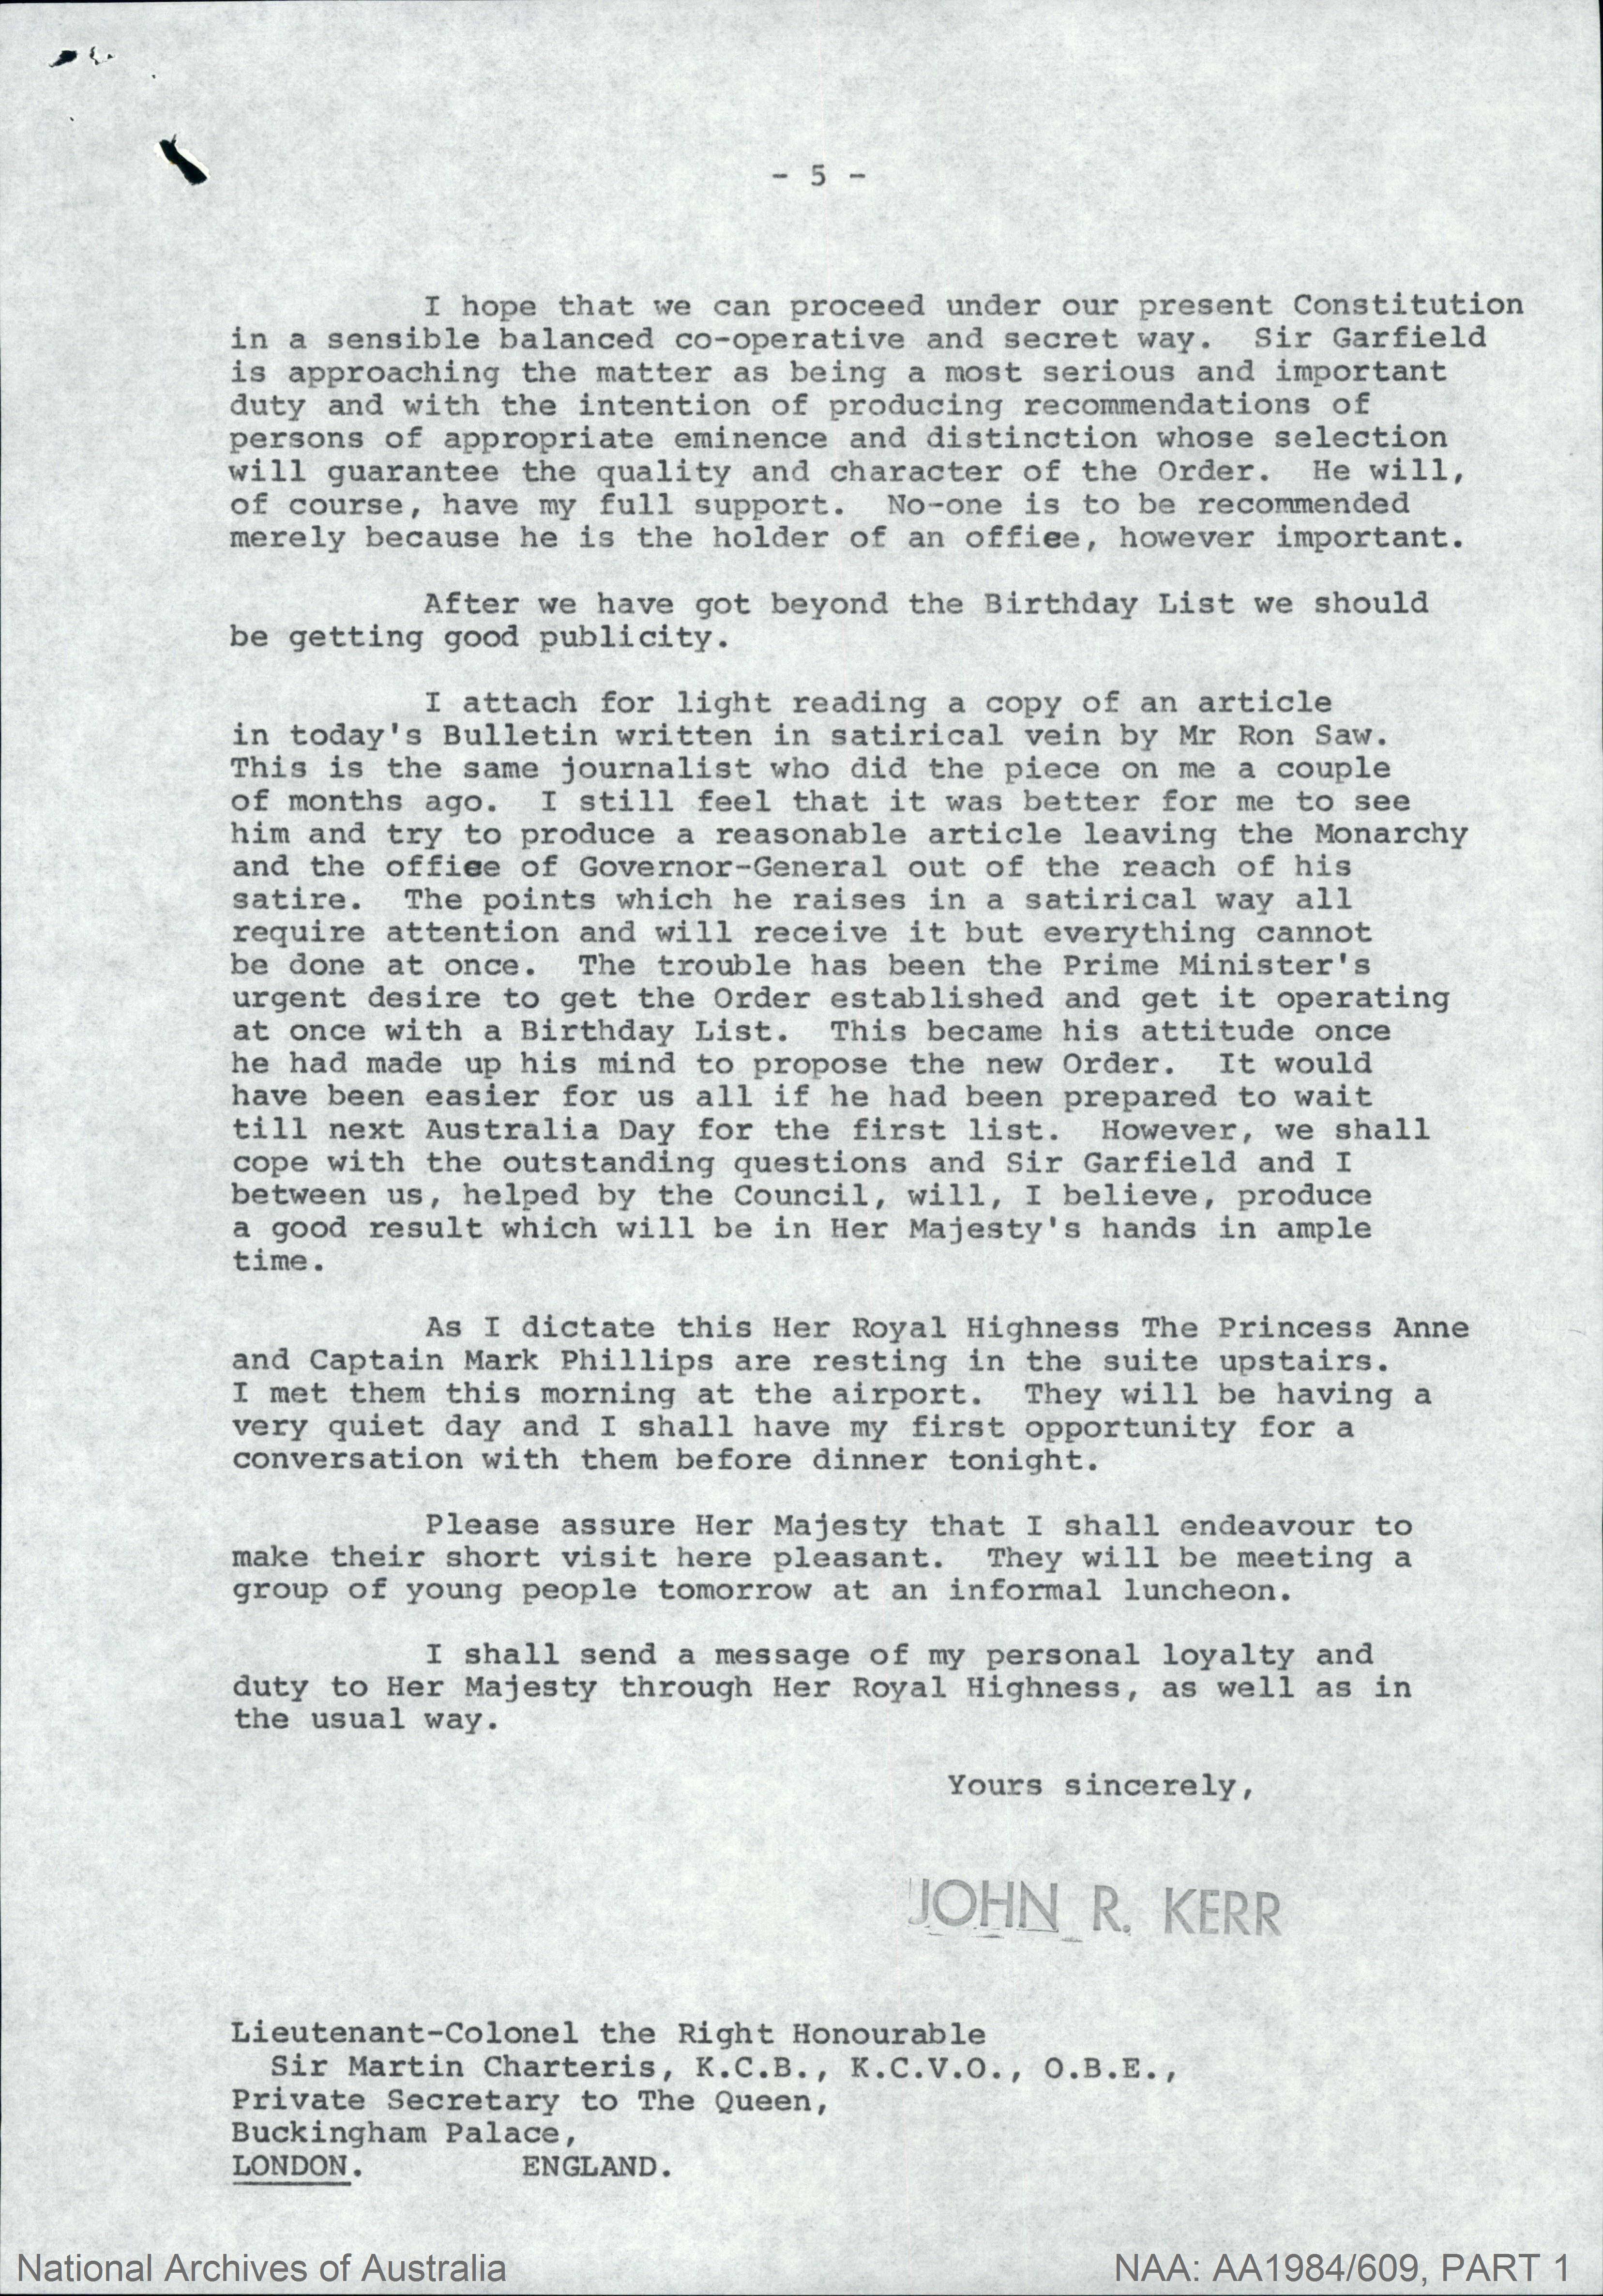 - 5 -
I hope that we can proceed under our present Constitution
in a sensible balanced co-operative and secret way. Sir Garfield
is approaching the matter as being a most serious and important
duty and with the intention of producing recommendations of
persons of appropriate eminence and distinction whose selection
will guarantee the quality and character of the Order. He will,
of course, have my full support. No-one is to be recommended
merely because he is the holder of an office, however important.
After we have got beyond the Birthday List we should
be getting good publicity.
I attach for light reading a copy of an article
in today's Bulletin written in satirical vein by Mr Ron Saw.
This is the same journalist who did the piece on me a couple
of months ago. I still feel that it was better for me to see
him and try to produce a reasonable article leaving the Monarchy
and the office of Governor-General out of the reach of his
satire. The points which he raises in a satirical way all
require attention and will receive it but everything cannot
be done at once. The trouble has been the Prime Minister's
urgent desire to get the Order established and get it operating
at once with a Birthday List. This became his attitude once
he had made up his mind to propose the new Order. It would
have been easier for us all if he had been prepared to wait
till next Australia Day for the first list. However, we shall
cope with the outstanding questions and Sir Garfield and I
between us, helped by the Council, will, I believe, produce
a good result which will be in Her Majesty's hands in ample
time.
As I dictate this Her Royal Highness The Princess Anne
and Captain Mark Phillips are resting in the suite upstairs.
I met them this morning at the airport. They will be having a
very quiet day and I shall have my first opportunity for a
conversation with them before dinner tonight.
Please assure Her Majesty that I shall endeavour to
make their short visit here pleasant. They will be meeting a
group of young people tomorrow at an informal luncheon.
I shall send a message of my personal loyalty and
duty to Her Majesty through Her Royal Highness, as well as in
the usual way.
Yours sincerely,
JOHN R. KERR
Lieutenant-Colonel the Right Honourable
Sir Martin Charteris, K.C.B., K.C.V.O., O.B.E.,
Private Secretary to The Queen,
Buckingham Palace,
LONDON. ENGLAND.
National Archives of Australia NAA: AA1984/609, PART 1